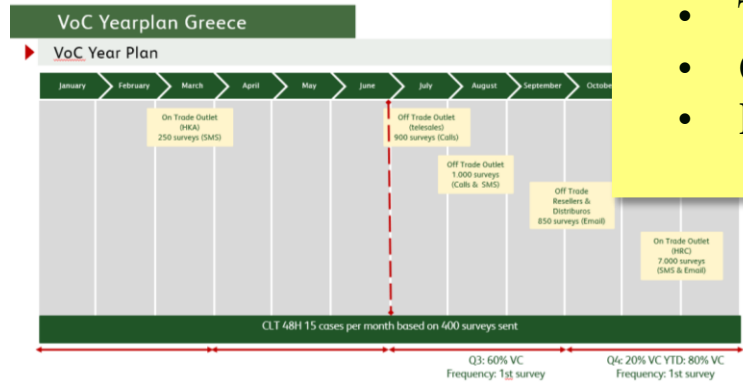 VoC Yearplan Greece
VoC Year Plan
January February March April May June July August September Octobe
On Trade Outlet
(HKA)
250 surveys (SMS)
Off Trade Outlet
(telesales)
900 surveys (Calls)
Off Trade Outlet
1.000 surveys
(Calls & SMS)
Off Trade
Resellers &
Distriburos
850 surveys (Email)
On Trade Outlet
(HRC)
7.000 surveys
(SMS & Email)
CLT 48H 15 cases per month based on 400 surveys sent
Q3: 60% VC
Frequency: 1st survey
Q4: 20% VC YTD: 80% VC
Frequency: 1st survey